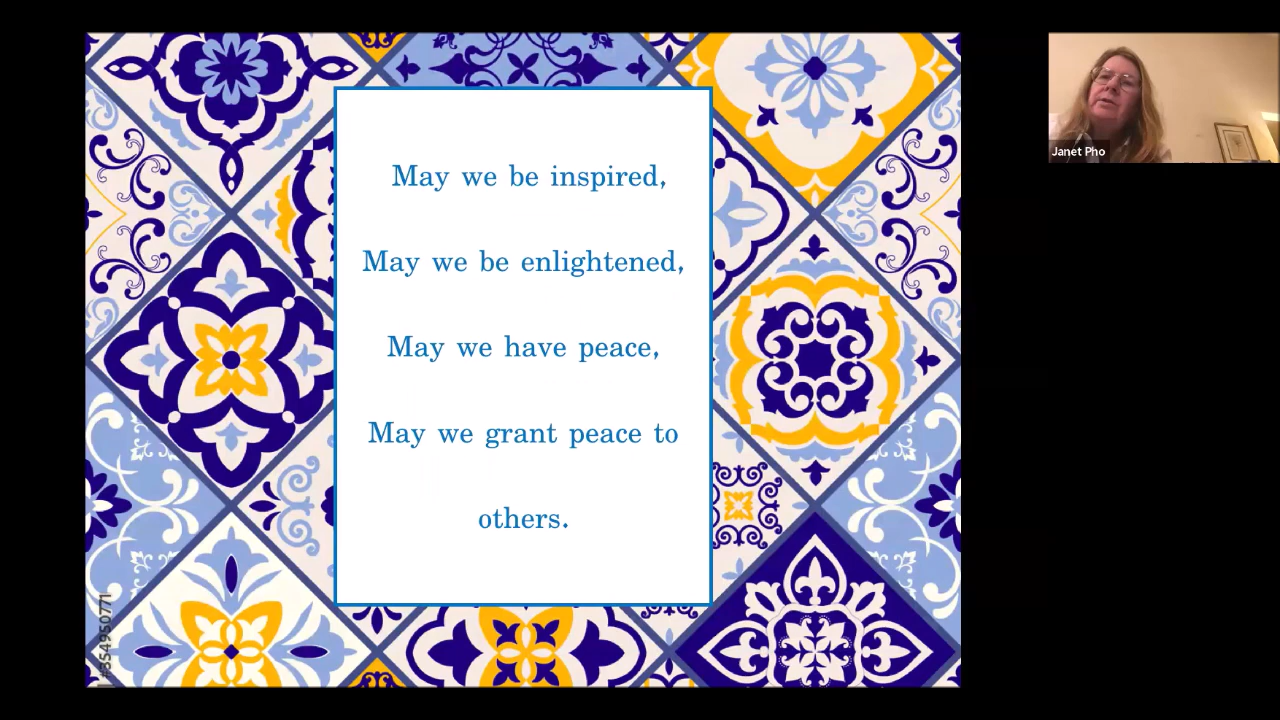 May we be inspired,
May we be enlightened,
May we have peace,
May we grant peace to
others.
Janet Pho
#354950771